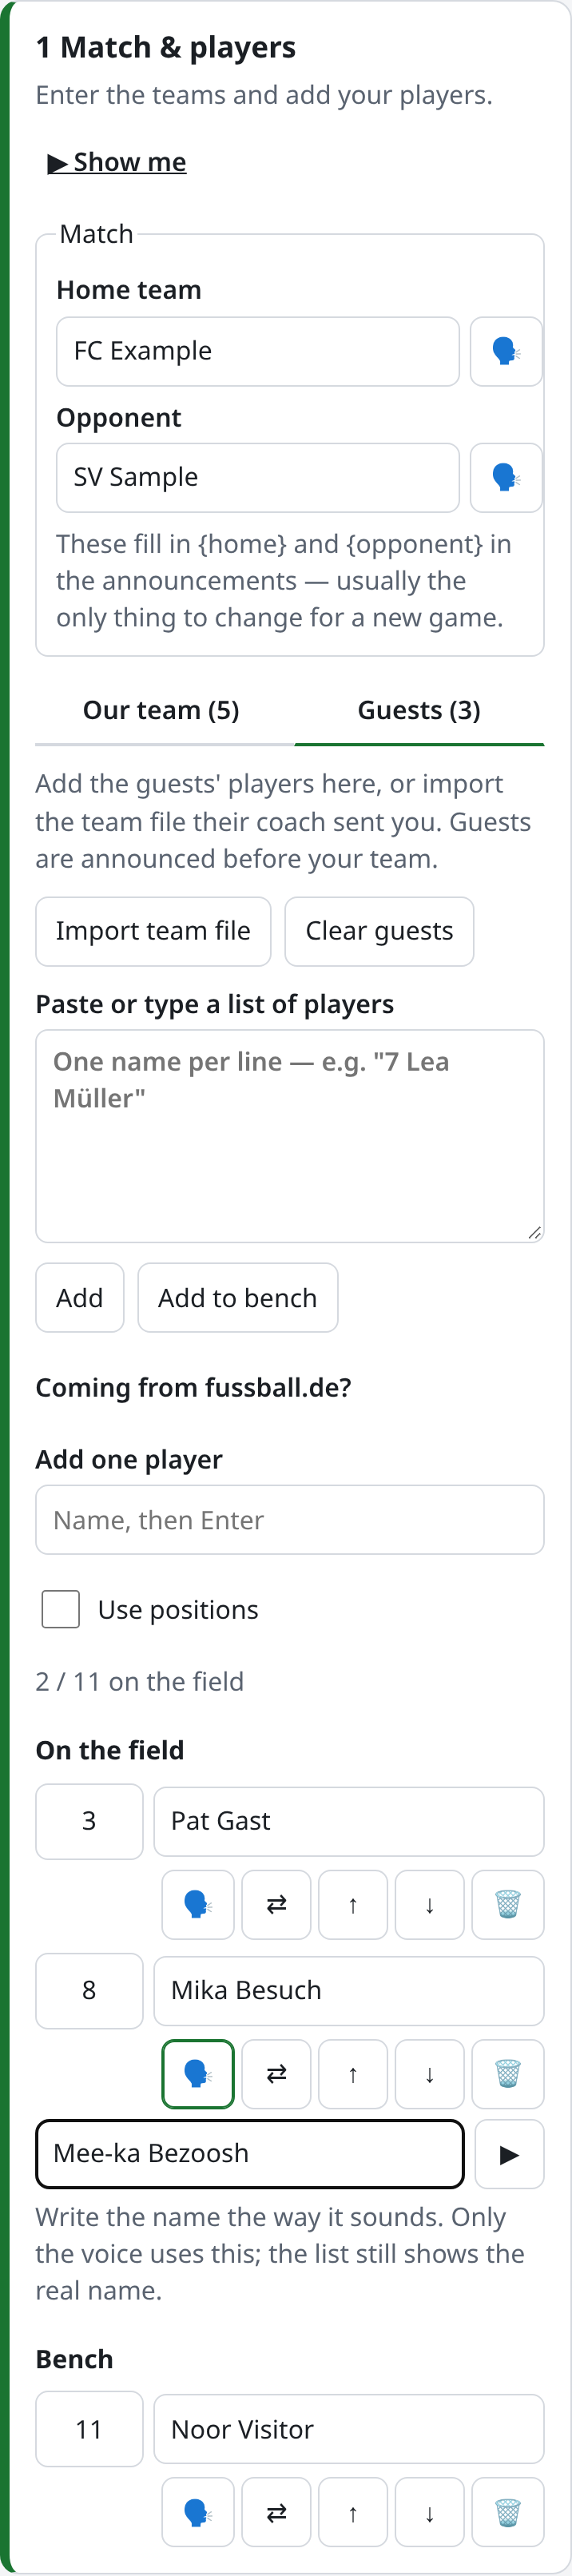 1 Match & players
Enter the teams and add your players.
▶ Show me
Match
Home team
FC Example
Opponent
SV Sample
These fill in {home} and {opponent} in
the announcements — usually the
only thing to change for a new game.
Our team (5)
Guests (3)
Add the guests' players here, or import
the team file their coach sent you. Guests
are announced before your team.
Import team file
Clear guests
Paste or type a list of players
One name per line — e.g. "7 Lea
Müller"
Add
Add to bench
Coming from fussball.de?
Add one player
Name, then Enter
Use positions
2 / 11 on the field
On the field
3
Pat Gast
⇄ ↑ ↓
8
Mika Besuch
⇄ ↑ ↓
Mee-ka Bezoosh
▶
Write the name the way it sounds. Only
the voice uses this; the list still shows the
real name.
Bench
11
Noor Visitor
⇄ ↑ ↓